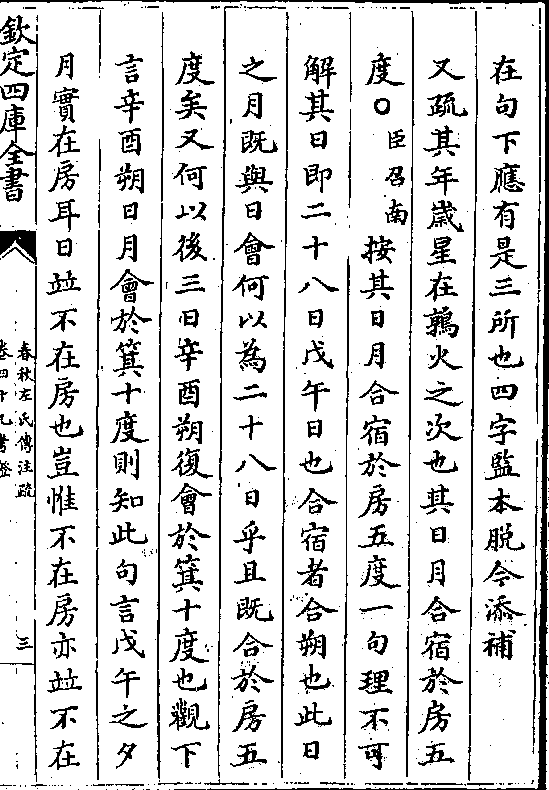 在句下應有是三所也四字監本脱今添補
又疏其年歲星在鶉火之次也其日月合宿於房五
度○臣召南按其日月合宿於房五度一句理不可
解其日即二十八日戊午日也合宿者合朔也此日
之月既與日會何以為二十八日乎且既合於房五
度矣又何以後三日辛酉朔復會於箕十度也觀下
言辛酉朔日月會於箕十度則知此句言戊午之夕
月實在房耳日並不在房也豈惟不在房亦並不在
欽定四庫全書
春秋左氏傳注疏
卷四十九考證
三